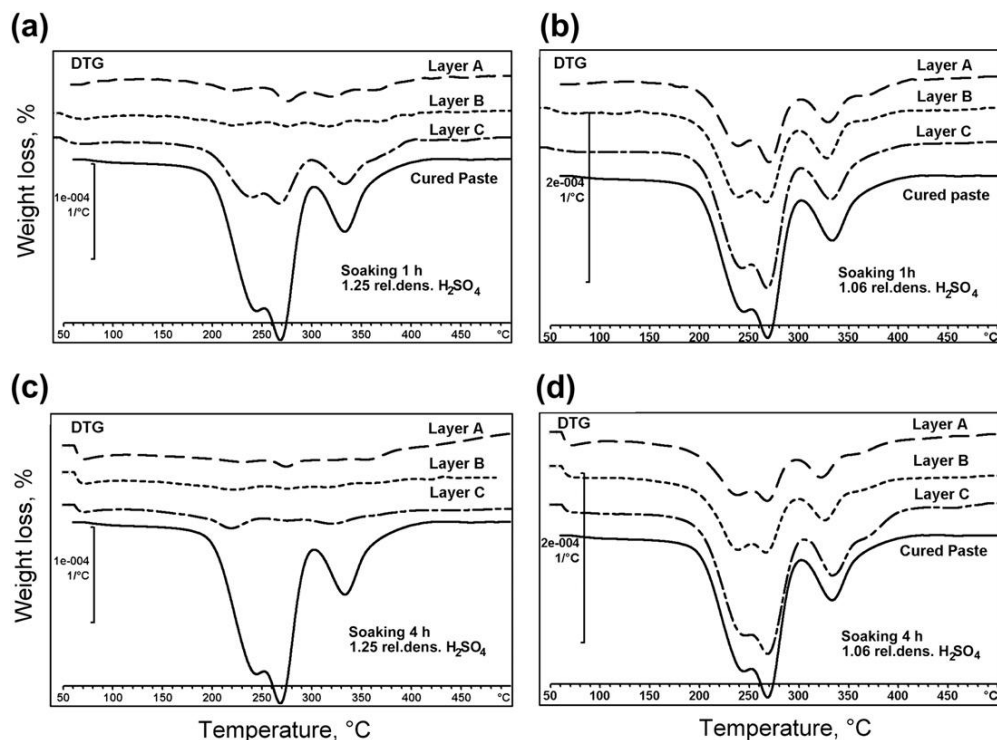 (a)
DTG
Layer A
Layer B
Layer C
Cured Paste
1e-004
1/°C
Soaking 1 h
1.25 rel.dens. H₂SO₄
50 100 150 200 250 300 350 400 450 °C
Weight loss, %
(b)
DTG
Layer A
Layer B
Layer C
Cured paste
2e-004
1/°C
Soaking 1h
1.06 rel.dens. H₂SO₄
50 100 150 200 250 300 350 400 450 °C
(c)
DTG
Layer A
Layer B
Layer C
1e-004
1/°C
Soaking 4 h
1.25 rel.dens. H₂SO₄
50 100 150 200 250 300 350 400 450 °C
Weight loss, %
Temperature, °C
(d)
DTG
Layer A
Layer B
Layer C
Cured Paste
2e-004
1/°C
Soaking 4 h
1.06 rel.dens. H₂SO₄
50 100 150 200 250 300 350 400 450 °C
Temperature, °C